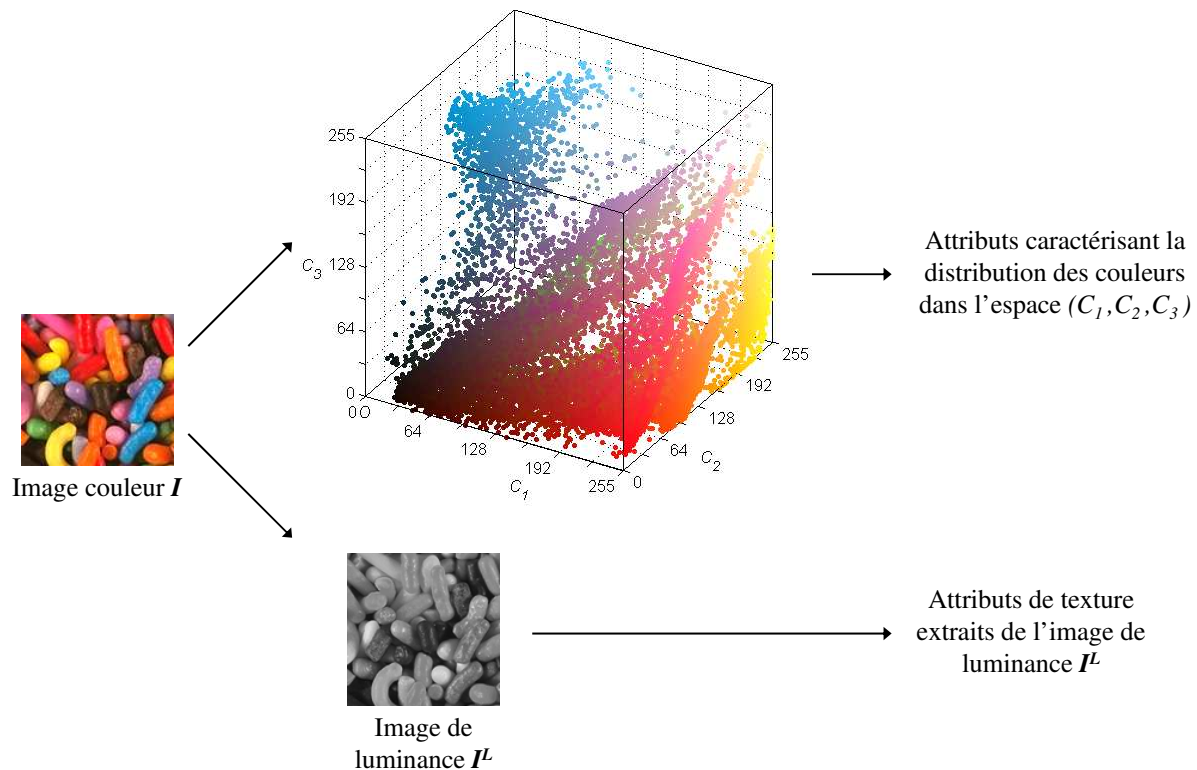 255
192
128
64
0
C3
00
64
128
192
255
C1
0
64
128
192
255
C2
Attributs caractérisant la
distribution des couleurs
dans l’espace (C1,C2,C3)
Image couleur I
Image de
luminance IL
Attributs de texture
extraits de l’image de
luminance IL